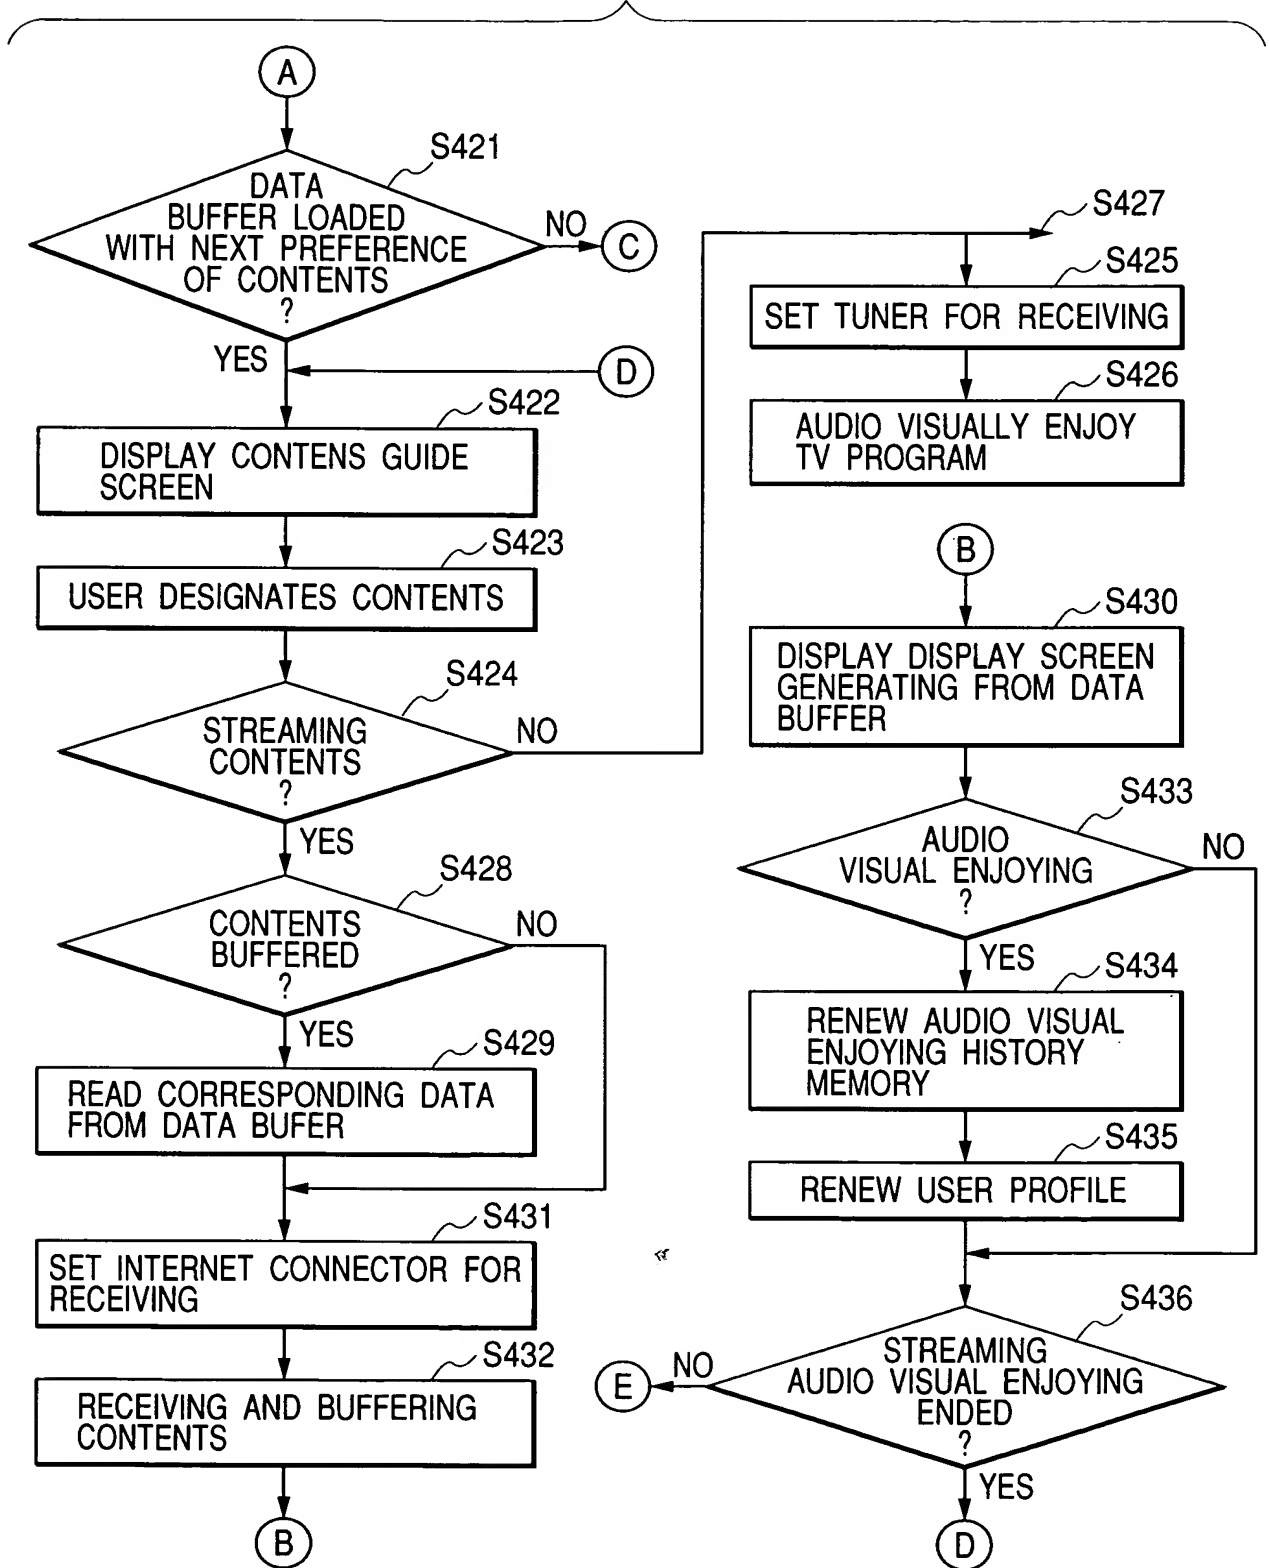 A
S421
DATA
BUFFER LOADED
WITH NEXT PREFERENCE
OF CONTENTS
?
NO
C
YES
D
S422
DISPLAY CONTENS GUIDE
SCREEN
S423
USER DESIGNATES CONTENTS
S424
STREAMING
CONTENTS
?
NO
YES
S428
CONTENTS
BUFFERED
?
NO
YES
S429
READ CORRESPONDING DATA
FROM DATA BUFER
S431
SET INTERNET CONNECTOR FOR
RECEIVING
S432
RECEIVING AND BUFFERING
CONTENTS
B
S427
S425
SET TUNER FOR RECEIVING
S426
AUDIO VISUALLY ENJOY
TV PROGRAM
B
S430
DISPLAY DISPLAY SCREEN
GENERATING FROM DATA
BUFFER
S433
AUDIO
VISUAL ENJOYING
?
NO
YES
S434
RENEW AUDIO VISUAL
ENJOYING HISTORY
MEMORY
S435
RENEW USER PROFILE
S436
STREAMING
AUDIO VISUAL ENJOYING
ENDED
?
NO
E
YES
D